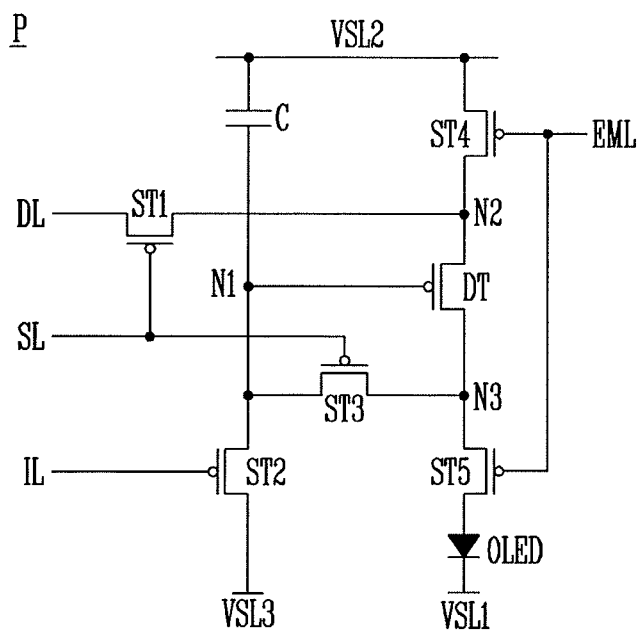 P
VSL2
C
ST4
EML
DL
ST1
N2
N1
DT
SL
ST3
N3
IL
ST2
ST5
OLED
VSL3
VSL1